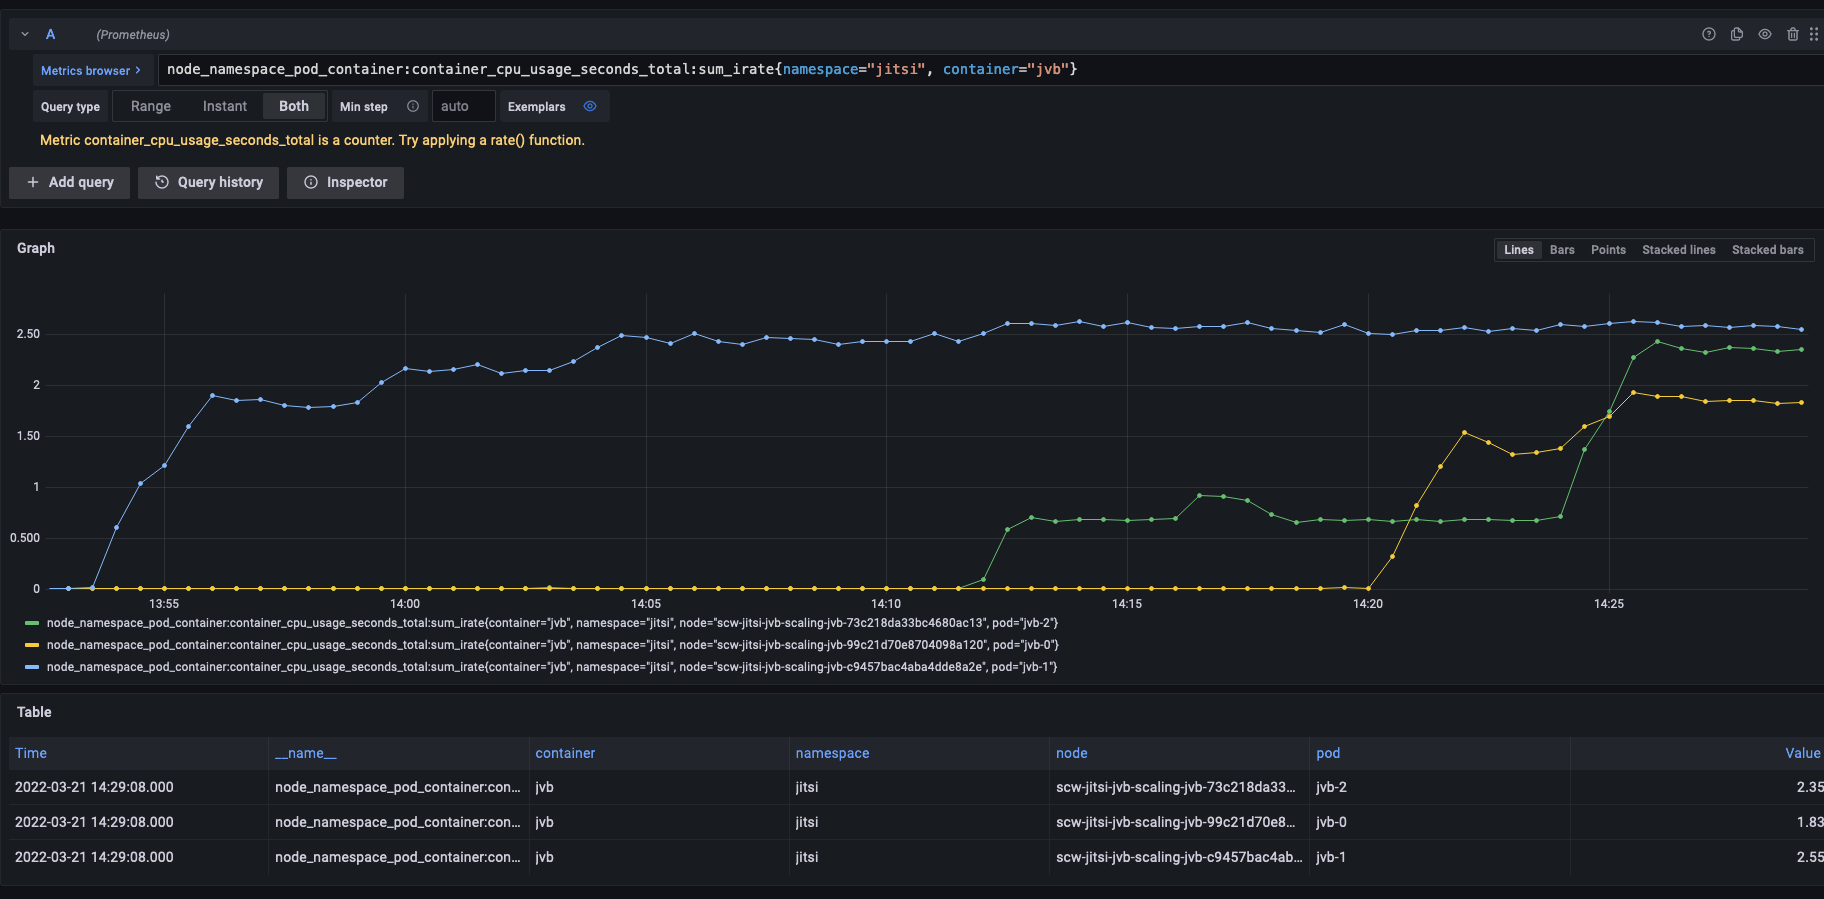 A (Prometheus)
Metrics browser > node_namespace_pod_container:container_cpu_usage_seconds_total:sum_irate{namespace="jitsi", container="jvb"}
Query type Range Instant Both Min step auto Exemplars
Metric container_cpu_usage_seconds_total is a counter. Try applying a rate() function.
+ Add query Query history Inspector
Graph
Lines Bars Points Stacked lines Stacked bars
2.50
2
1.50
1
0.500
0
13:55 14:00 14:05 14:10 14:15 14:20 14:25
node_namespace_pod_container:container_cpu_usage_seconds_total:sum_irate{container="jvb", namespace="jitsi", node="scw-jitsi-jvb-scaling-jvb-73c218da33bc4680ac13", pod="jvb-2"}
node_namespace_pod_container:container_cpu_usage_seconds_total:sum_irate{container="jvb", namespace="jitsi", node="scw-jitsi-jvb-scaling-jvb-99c21d70e8704098a120", pod="jvb-0"}
node_namespace_pod_container:container_cpu_usage_seconds_total:sum_irate{container="jvb", namespace="jitsi", node="scw-jitsi-jvb-scaling-jvb-c9457bac4aba4dde8a2e", pod="jvb-1"}
Table
Time __name__ container namespace node pod Value
2022-03-21 14:29:08.000 node_namespace_pod_container:con... jvb jitsi scw-jitsi-jvb-scaling-jvb-73c218da33... jvb-2 2.35
2022-03-21 14:29:08.000 node_namespace_pod_container:con... jvb jitsi scw-jitsi-jvb-scaling-jvb-99c21d70e8... jvb-0 1.83
2022-03-21 14:29:08.000 node_namespace_pod_container:con... jvb jitsi scw-jitsi-jvb-scaling-jvb-c9457bac4ab... jvb-1 2.55